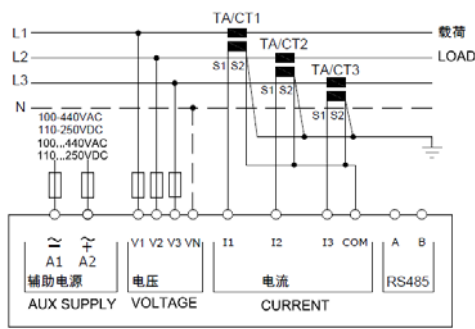 TA/CT1
L1
载荷
L2
TA/CT2
LOAD
S1 S2
L3
TA/CT3
S1 S2
N
S1 S2
100-440VAC
110-250VDC
100...440VAC
110...250VDC
V1 V2 V3 VN I1 I2 I3 COM A B
A1 A2
辅助电源 电压 电流 RS485
AUX SUPPLY VOLTAGE CURRENT